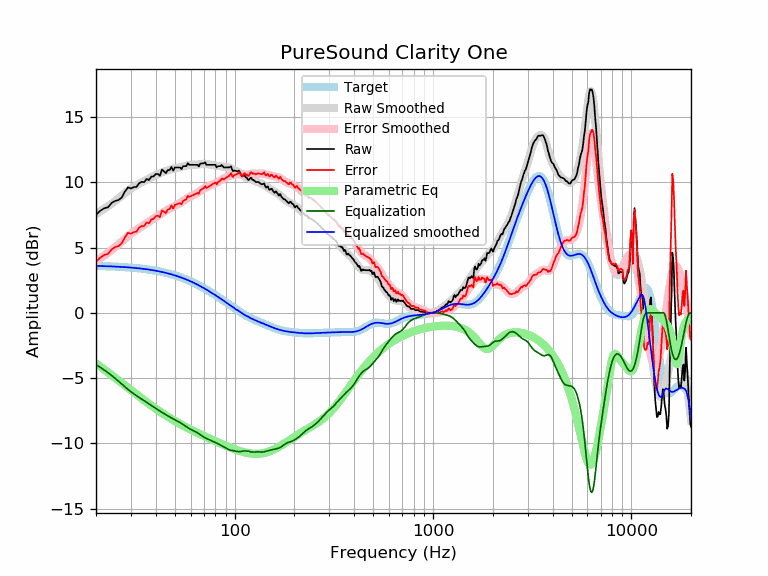 PureSound Clarity One
Target
Raw Smoothed
Error Smoothed
Raw
Error
Parametric Eq
Equalization
Equalized smoothed
15
10
5
0
−5
−10
−15
Amplitude (dBr)
100
1000
10000
Frequency (Hz)